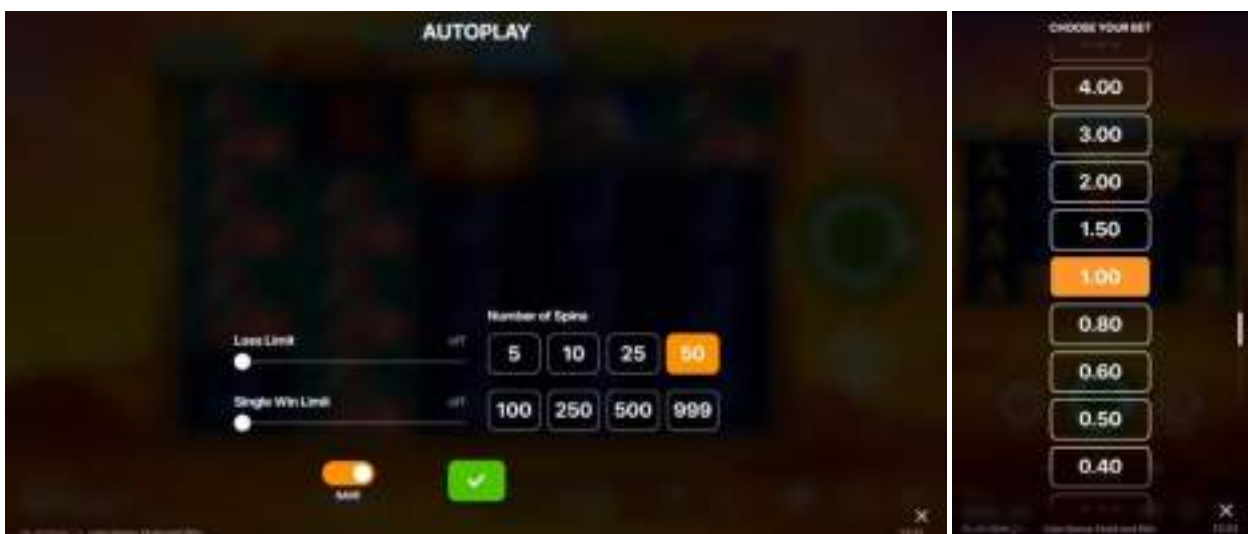 AUTOPLAY
Number of Spins
Loss Limit off
5 10 25 50
Single Win Limit off
100 250 500 999
SAVE
CHOOSE YOUR BET
4.00
3.00
2.00
1.50
1.00
0.80
0.60
0.50
0.40